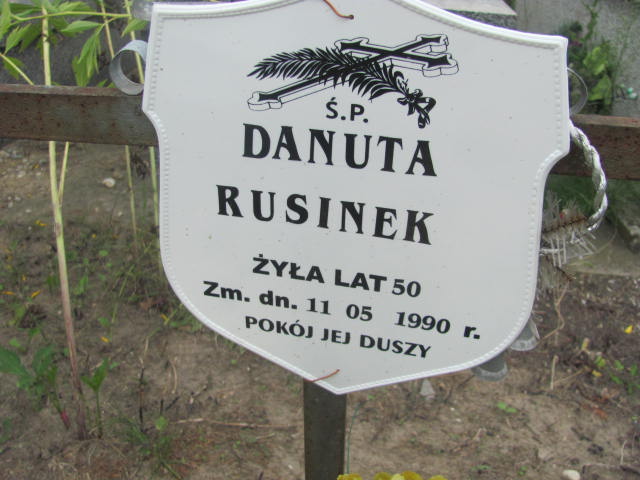 Ś.P.
DANUTA
RUSINEK
ŻYŁA LAT 50
Zm. dn. 11 05 1990 r.
POKÓJ JEJ DUSZY